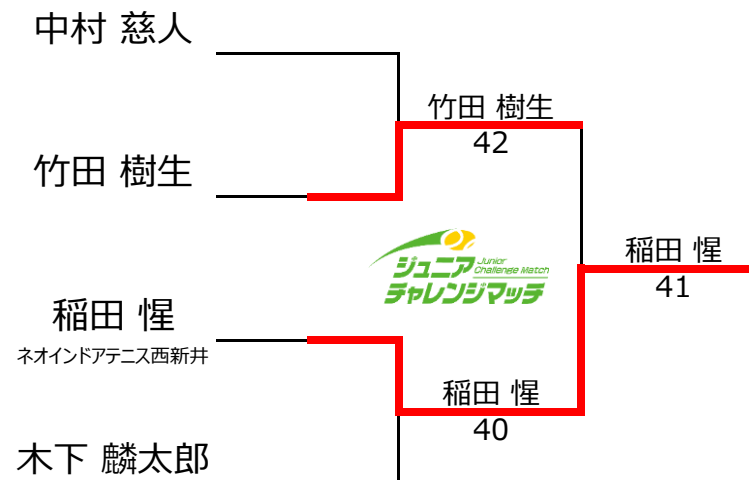 中村 慈人
竹田 樹生
42
竹田 樹生
ジュニア
Junior
Challenge Match
チャレンジマッチ
稲田 惺
41
稲田 惺
ネオインドアテニス西新井
稲田 惺
40
木下 麟太郎